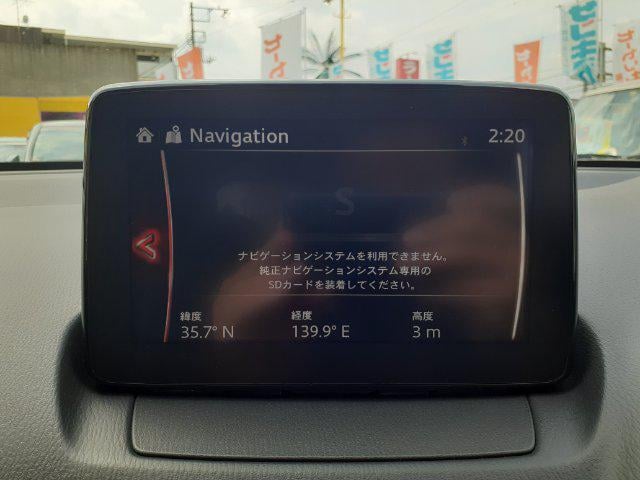 Navigation
2:20
S
ナビゲーションシステムを利用できません。
純正ナビゲーションシステム専用の
SDカードを装着してください。
緯度
経度
高度
35.7° N
139.9° E
3 m